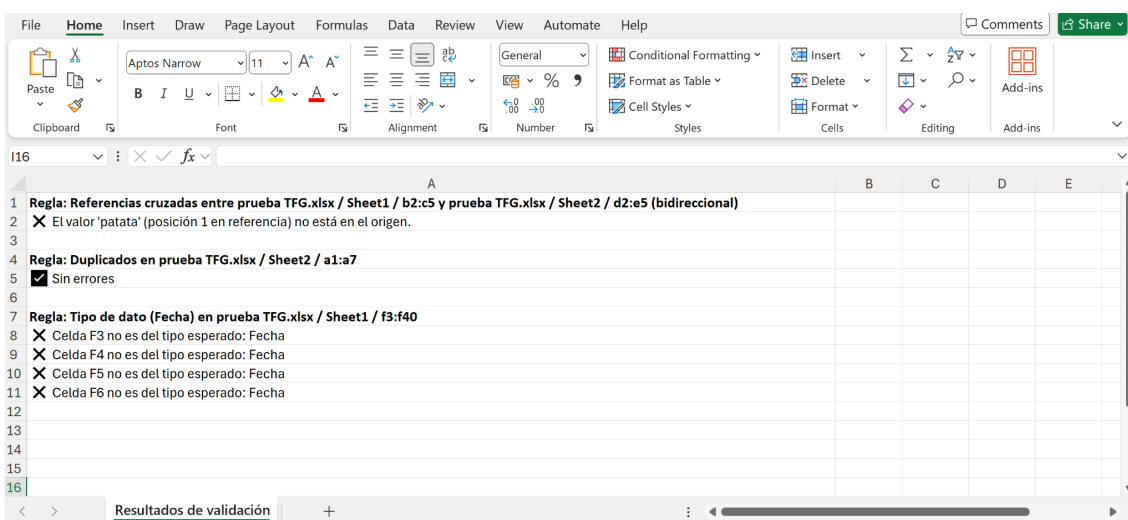 File Home Insert Draw Page Layout Formulas Data Review View Automate Help Comments Share
Aptos Narrow 11 A^ A˅ ab General Conditional Formatting Insert Σ
Paste B I U A % 9 Format as Table Delete Add-ins
Cell Styles Format
Clipboard Font Alignment Number Styles Cells Editing Add-ins
I16 fx
A B C D E
1 Regla: Referencias cruzadas entre prueba TFG.xlsx / Sheet1 / b2:c5 y prueba TFG.xlsx / Sheet2 / d2:e5 (bidireccional)
2 ❌ El valor 'patata' (posición 1 en referencia) no está en el origen.
3
4 Regla: Duplicados en prueba TFG.xlsx / Sheet2 / a1:a7
5 ✅ Sin errores
6
7 Regla: Tipo de dato (Fecha) en prueba TFG.xlsx / Sheet1 / f3:f40
8 ❌ Celda F3 no es del tipo esperado: Fecha
9 ❌ Celda F4 no es del tipo esperado: Fecha
10 ❌ Celda F5 no es del tipo esperado: Fecha
11 ❌ Celda F6 no es del tipo esperado: Fecha
12
13
14
15
16
Resultados de validación +